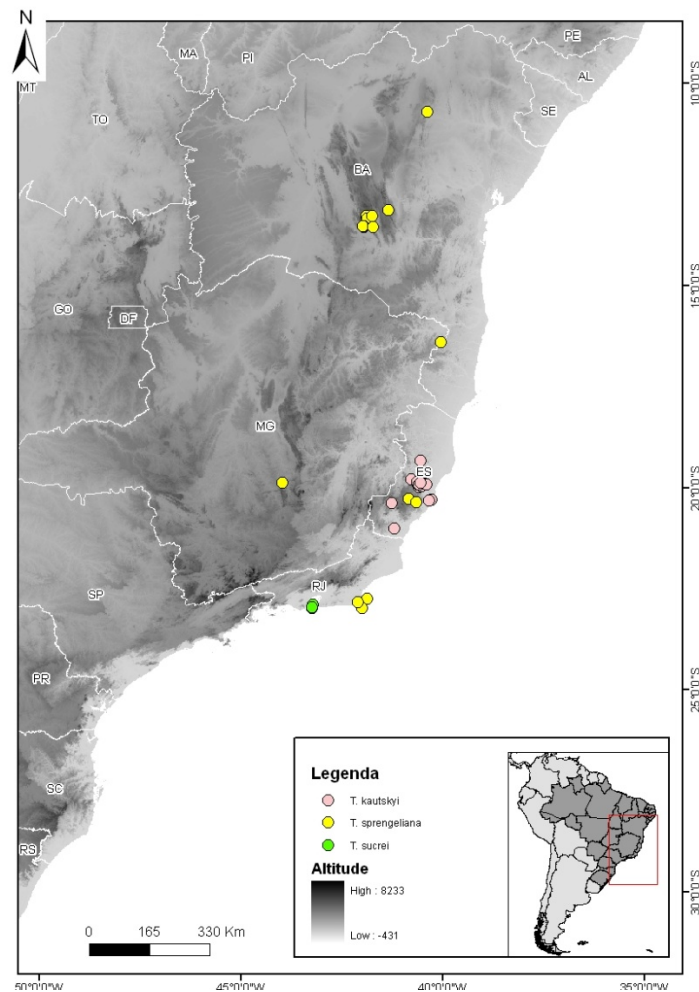 N
PE
MA
PI
AL
MT
10°0'0"S
SE
TO
BA
15°0'0"S
GO
DF
MG
ES
20°0'0"S
RJ
SP
PR
25°0'0"S
Legenda
T. kautskyi
T. sprengeliana
T. sucrei
SC
RS
Altitude
High : 8233
Low : -431
30°0'0"S
0 165 330 Km
50°0'0"W 45°0'0"W 40°0'0"W 35°0'0"W